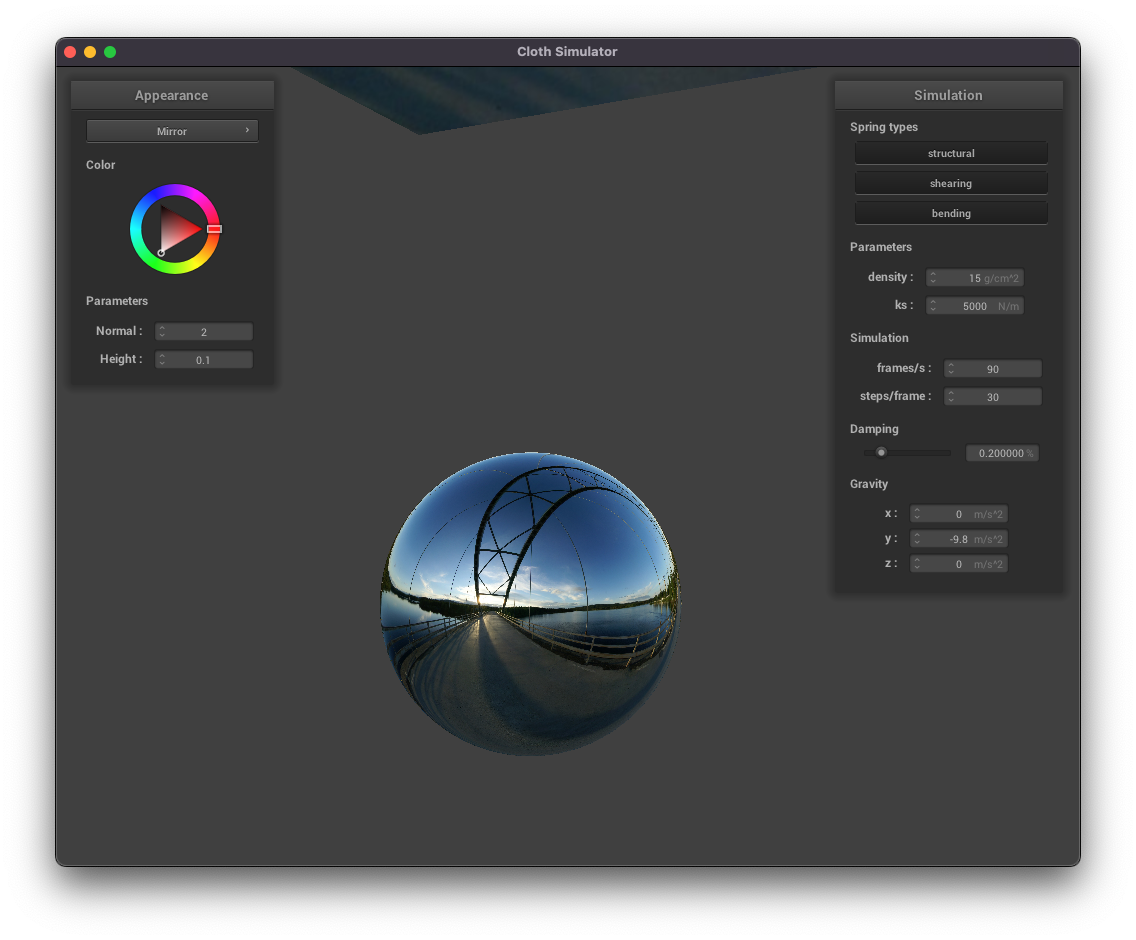 Cloth Simulator
Appearance
Mirror
Color
Parameters
Normal : 2
Height : 0.1
Simulation
Spring types
structural
shearing
bending
Parameters
density : 15 g/cm^2
ks : 5000 N/m
Simulation
frames/s : 90
steps/frame : 30
Damping
0.200000 %
Gravity
x : 0 m/s^2
y : -9.8 m/s^2
z : 0 m/s^2